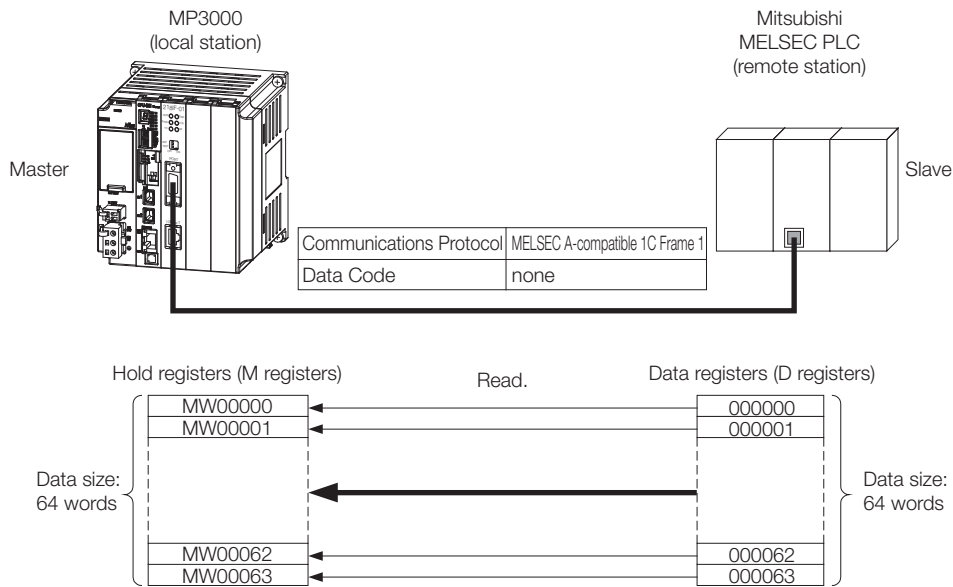 MP3000
(local station)
Mitsubishi
MELSEC PLC
(remote station)
Master
218IF-01
Slave
Communications Protocol MELSEC A-compatible 1C Frame 1
Data Code none
Hold registers (M registers)
Read.
Data registers (D registers)
MW00000
000000
MW00001
000001
Data size:
64 words
Data size:
64 words
MW00062
000062
MW00063
000063